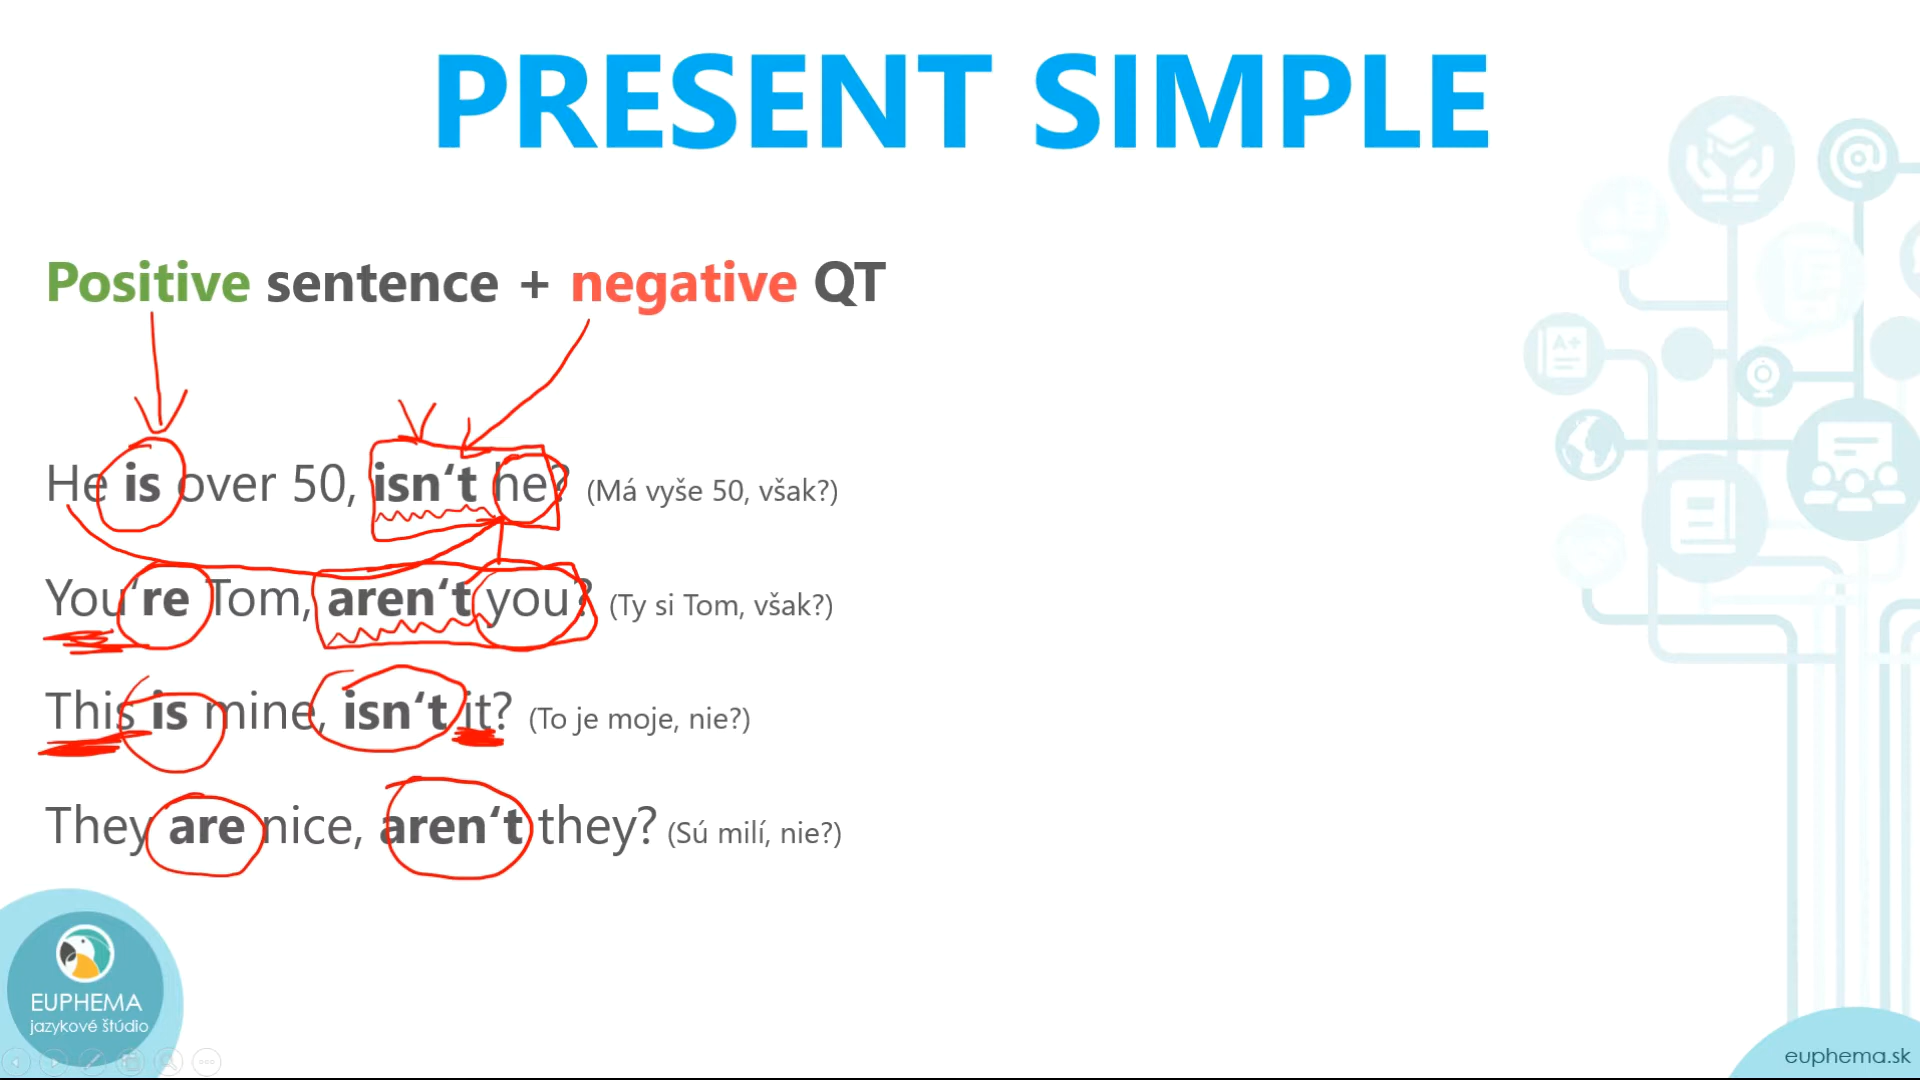 PRESENT SIMPLE
Positive sentence + negative QT
He is over 50, isn‘t he? (Má vyše 50, však?)
You‘re Tom, aren‘t you? (Ty si Tom, však?)
This is mine, isn‘t it? (To je moje, nie?)
They are nice, aren‘t they? (Sú milí, nie?)
A+
EUPHEMA
jazykové štúdio
euphema.sk